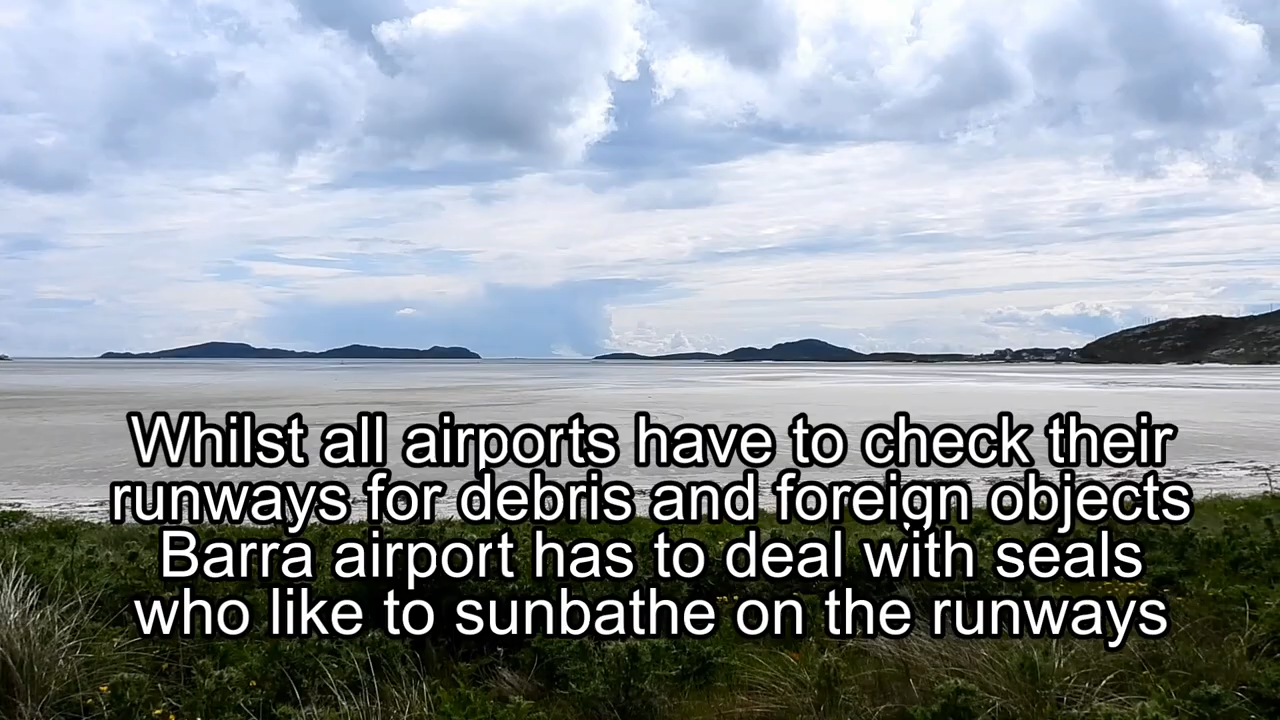 Whilst all airports have to check their
runways for debris and foreign objects
Barra airport has to deal with seals
who like to sunbathe on the runways